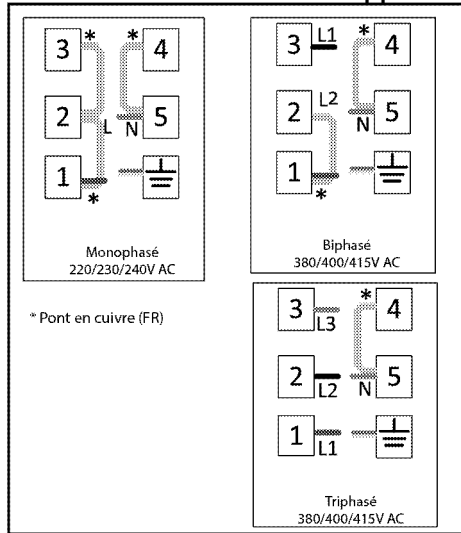 3 * * 4
2 L N 5
1 *
Monophasé
220/230/240V AC
* Pont en cuivre (FR)
3 L1 * 4
2 L2 N 5
1 *
Biphasé
380/400/415V AC
3 L3 * 4
2 L2 N 5
1 L1
Triphasé
380/400/415V AC